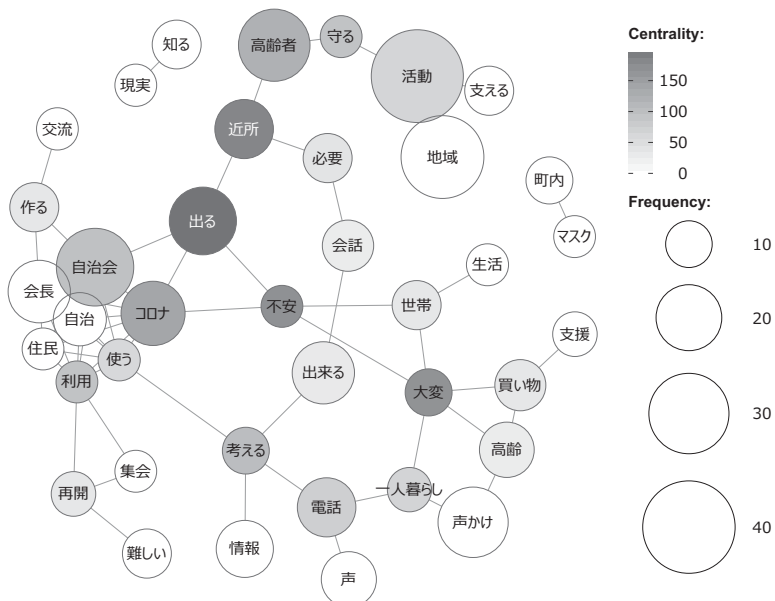 高齢者
守る
知る
活動
現実
支える
交流
近所
必要
地域
町内
作る
出る
マスク
会話
自治会
生活
会長
コロナ
不安
世帯
自治
支援
住民
使う
利用
出来る
大変
買い物
考える
高齢
集会
再開
一人暮らし
電話
声かけ
情報
難しい
声
Centrality:
150
100
50
0
Frequency:
10
20
30
40